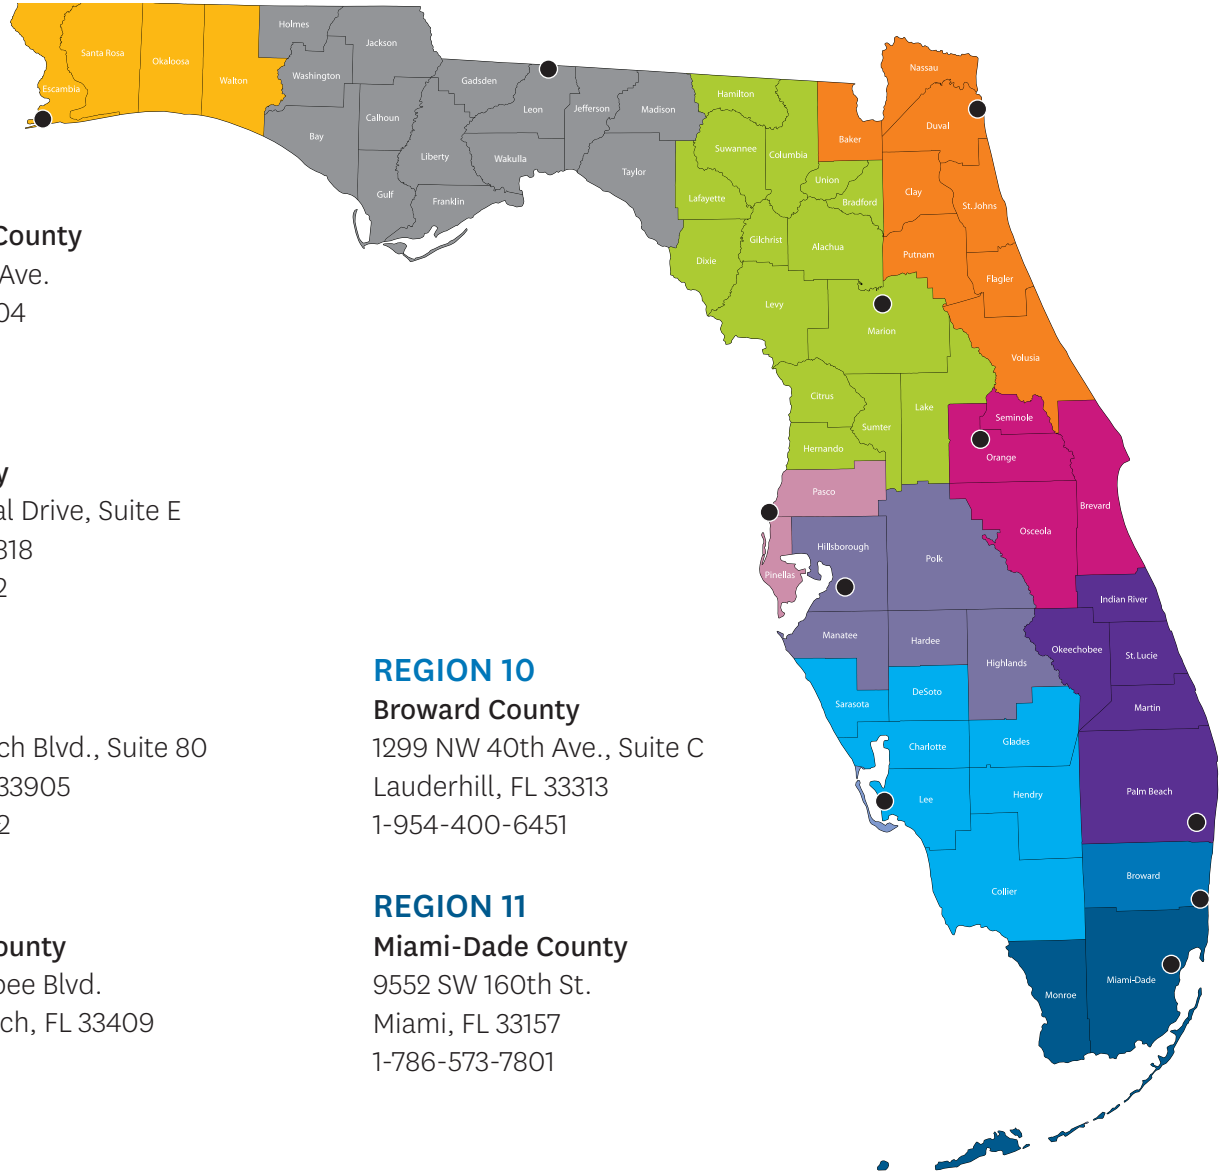 County
Ave.
04
y
al Drive, Suite E
318
2
ch Blvd., Suite 80
33905
2
ounty
bee Blvd.
ch, FL 33409
REGION 10
Broward County
1299 NW 40th Ave., Suite C
Lauderhill, FL 33313
1-954-400-6451
REGION 11
Miami-Dade County
9552 SW 160th St.
Miami, FL 33157
1-786-573-7801
Escambia
Santa Rosa
Okaloosa
Walton
Holmes
Jackson
Washington
Bay
Calhoun
Gulf
Liberty
Franklin
Gadsden
Leon
Wakulla
Jefferson
Madison
Taylor
Hamilton
Suwannee
Columbia
Lafayette
Union
Bradford
Dixie
Gilchrist
Alachua
Levy
Marion
Citrus
Sumter
Lake
Hernando
Nassau
Baker
Duval
Clay
St. Johns
Putnam
Flagler
Volusia
Seminole
Orange
Osceola
Brevard
Pasco
Pinellas
Hillsborough
Polk
Manatee
Hardee
Highlands
Indian River
Okeechobee
St. Lucie
Martin
Palm Beach
Sarasota
DeSoto
Charlotte
Glades
Lee
Hendry
Collier
Broward
Monroe
Miami-Dade